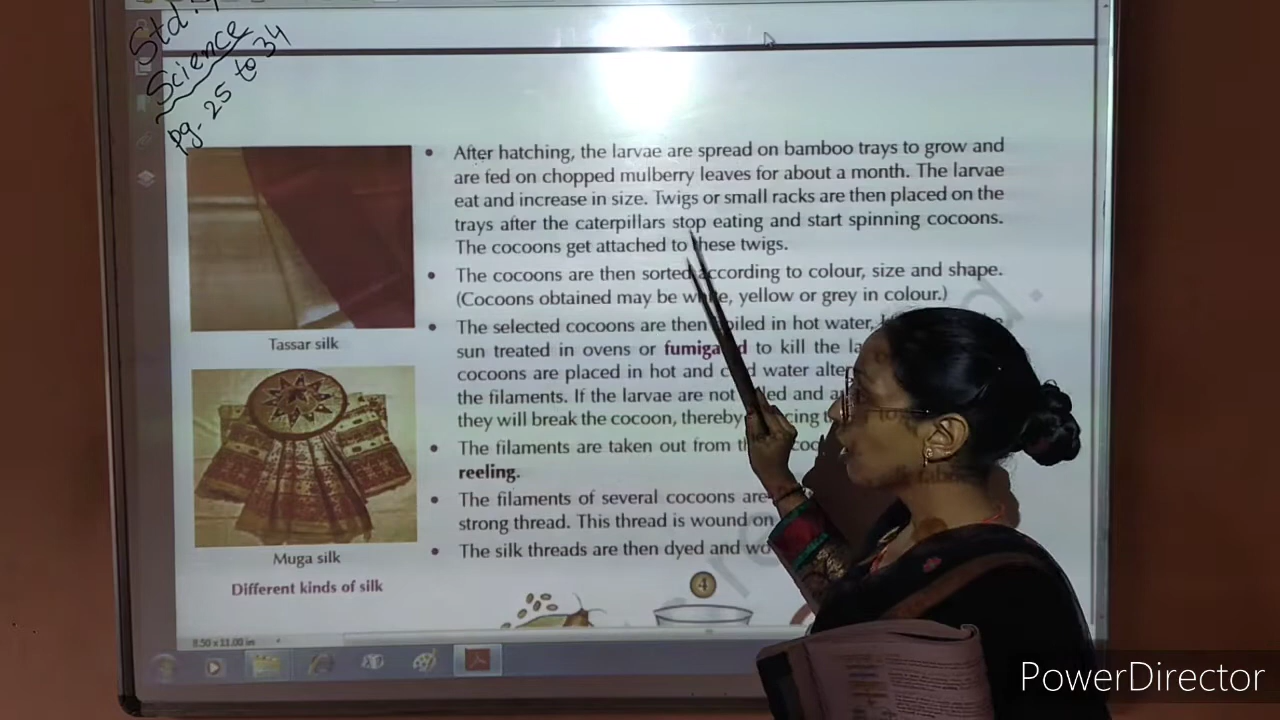 Std.
Science
pg. 25 to 34
After hatching, the larvae are spread on bamboo trays to grow and
are fed on chopped mulberry leaves for about a month. The larvae
eat and increase in size. Twigs or small racks are then placed on the
trays after the caterpillars stop eating and start spinning cocoons.
The cocoons get attached to these twigs.
The cocoons are then sorted according to colour, size and shape.
(Cocoons obtained may be white, yellow or grey in colour.)
The selected cocoons are then boiled in hot water,
sun treated in ovens or fumigated to kill the
cocoons are placed in hot and cold water
the filaments. If the larvae are not killed and
they will break the cocoon, thereby
The filaments are taken out from
reeling.
The filaments of several cocoons are
strong thread. This thread is wound on
The silk threads are then dyed and
Tassar silk
Muga silk
Different kinds of silk
4
8.50 x 11.00 in
PowerDirector